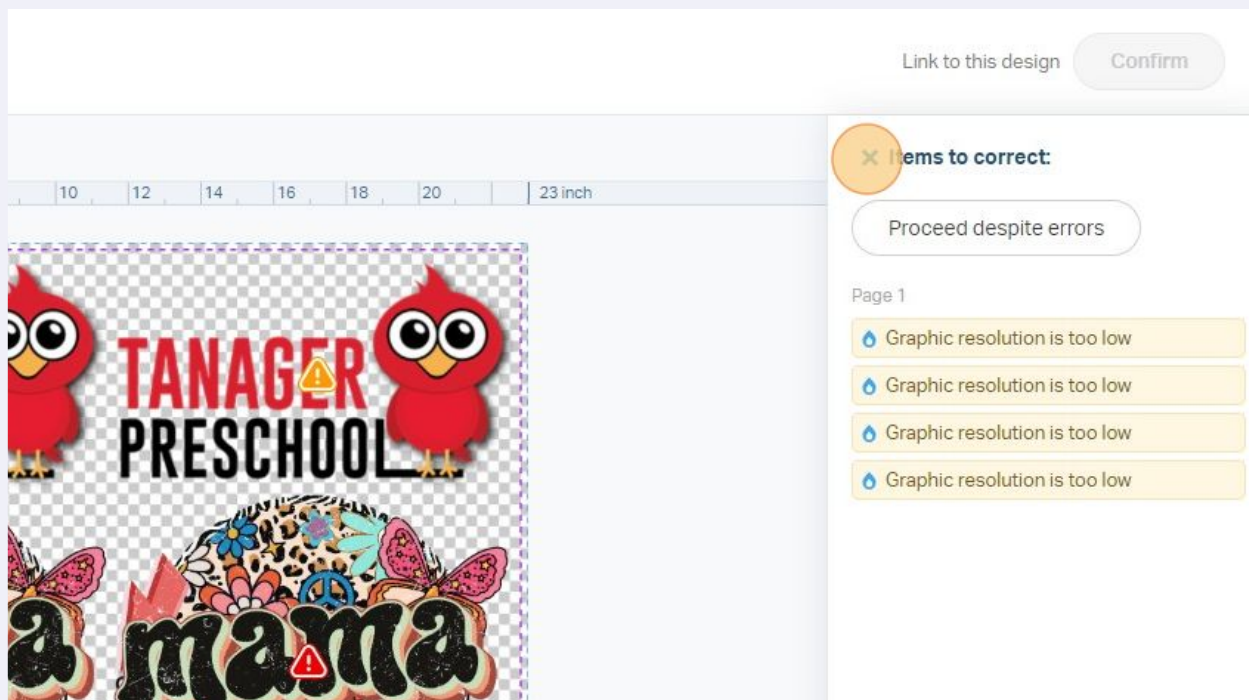 Link to this design
Confirm
Items to correct:
10 12 14 16 18 20 23 inch
Proceed despite errors
Page 1
Graphic resolution is too low
Graphic resolution is too low
Graphic resolution is too low
Graphic resolution is too low
TANAGER
PRESCHOOL
a mama